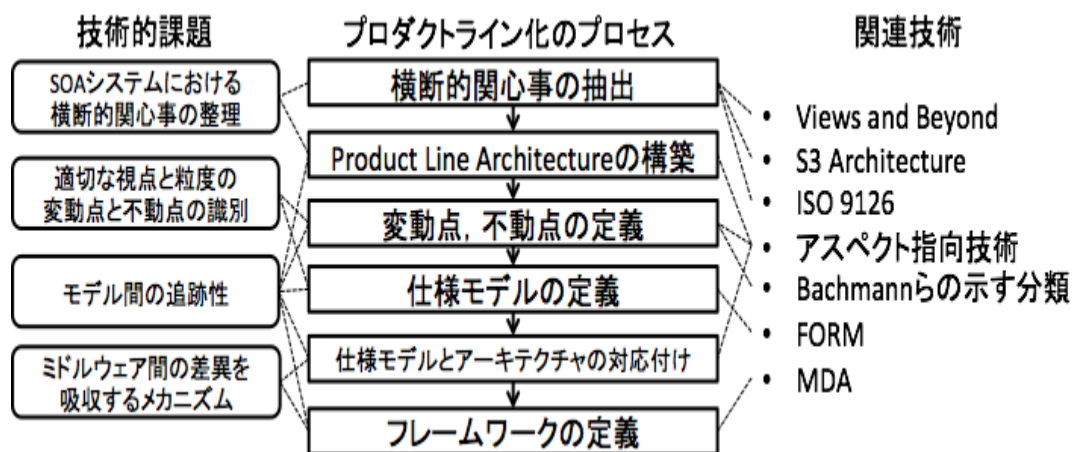 技術的課題
プロダクトライン化のプロセス
関連技術
SOAシステムにおける
横断的関心事の整理
適切な視点と粒度の
変動点と不動点の識別
モデル間の追跡性
ミドルウェア間の差異を
吸収するメカニズム
横断的関心事の抽出
Product Line Architectureの構築
変動点，不動点の定義
仕様モデルの定義
仕様モデルとアーキテクチャの対応付け
フレームワークの定義
• Views and Beyond
• S3 Architecture
• ISO 9126
• アスペクト指向技術
• Bachmannらの示す分類
• FORM
• MDA